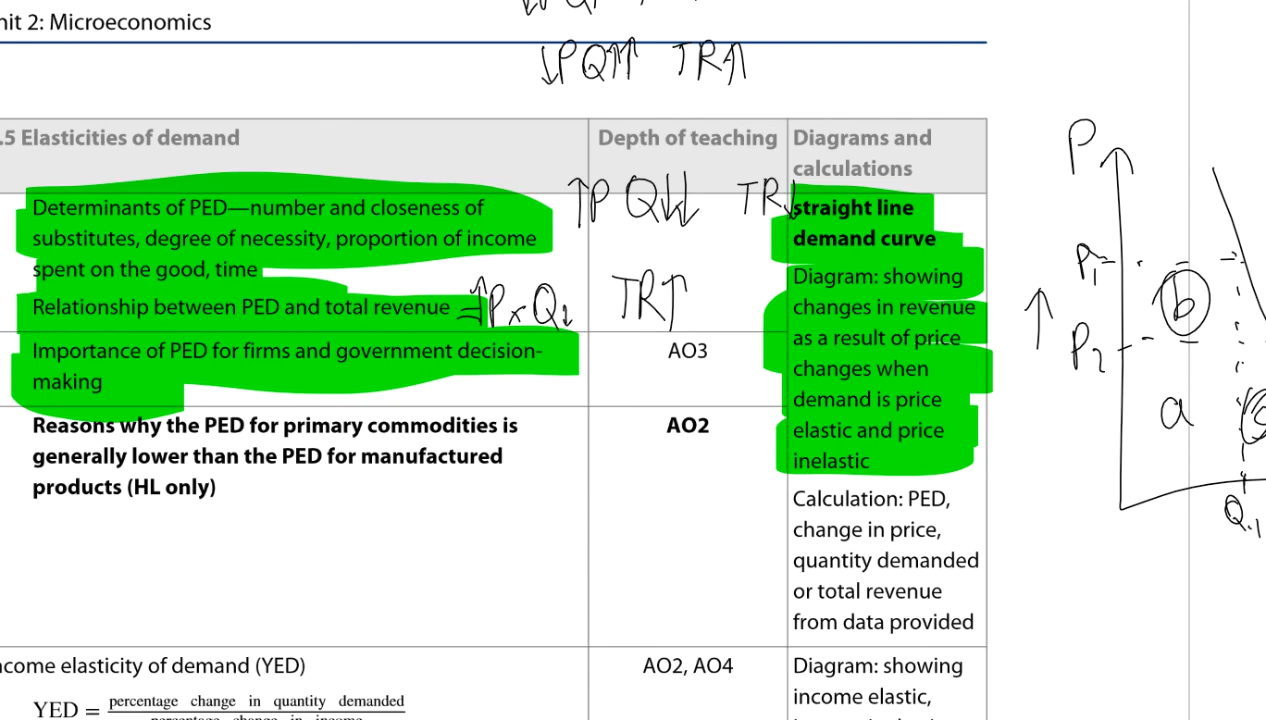 nit 2: Microeconomics
↓P Q↑↑ TR↑
.5 Elasticities of demand
Depth of teaching
Diagrams and
calculations
Determinants of PED—number and closeness of
substitutes, degree of necessity, proportion of income
spent on the good, time
Relationship between PED and total revenue
↑P Q↓↓ TR↓
↑P x Q↓ TR↑
Importance of PED for firms and government decision-
making
AO3
Reasons why the PED for primary commodities is
generally lower than the PED for manufactured
products (HL only)
AO2
straight line
demand curve
Diagram: showing
changes in revenue
as a result of price
changes when
demand is price
elastic and price
inelastic
Calculation: PED,
change in price,
quantity demanded
or total revenue
from data provided
ncome elasticity of demand (YED)
AO2, AO4
Diagram: showing
income elastic,
YED = percentage change in quantity demanded
percentage change in income
P
P1
P2
b
a
Q1